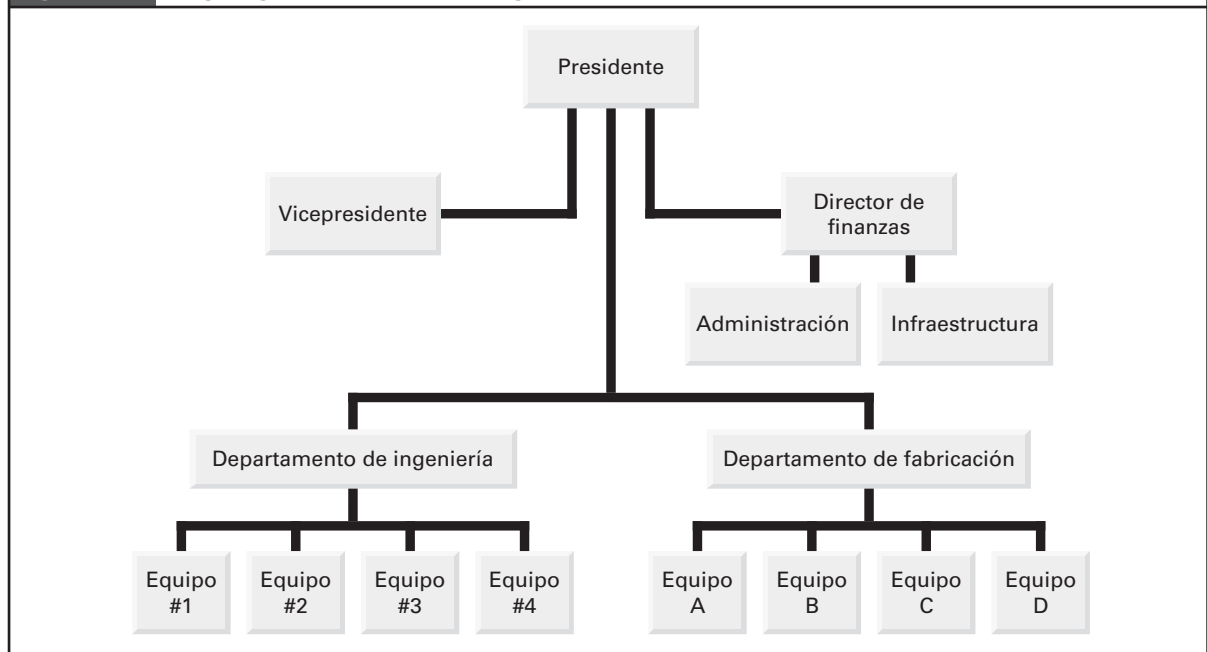 Presidente
Vicepresidente
Director de
finanzas
Administración
Infraestructura
Departamento de ingeniería
Departamento de fabricación
Equipo
#1
Equipo
#2
Equipo
#3
Equipo
#4
Equipo
A
Equipo
B
Equipo
C
Equipo
D